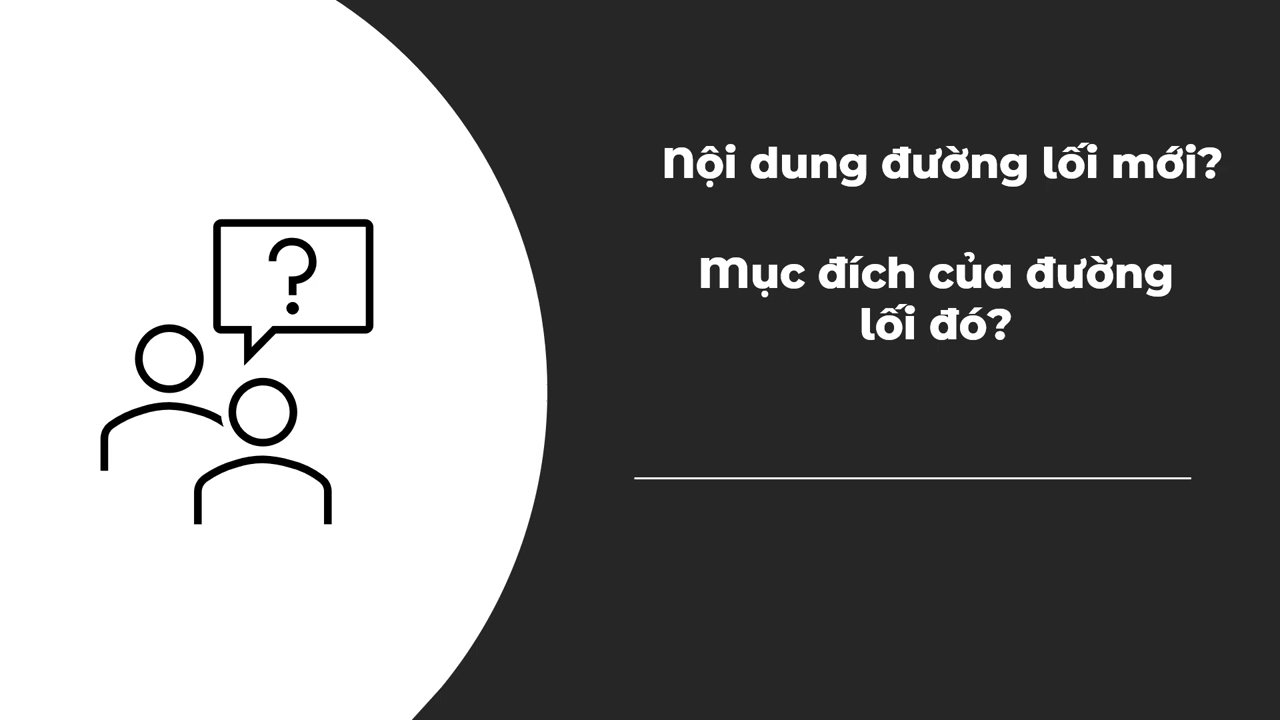 Nội dung đường lối mới?
Mục đích của đường
lối đó?
?